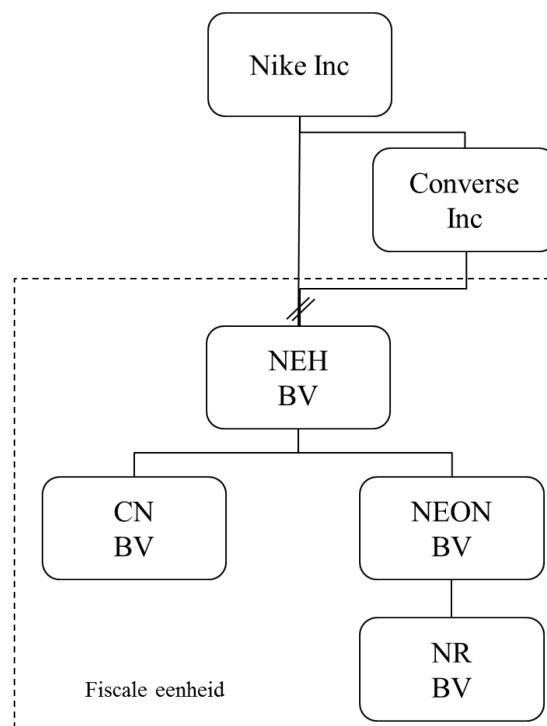 Nike Inc
Converse
Inc
NEH
BV
CN
BV
NEON
BV
NR
BV
Fiscale eenheid